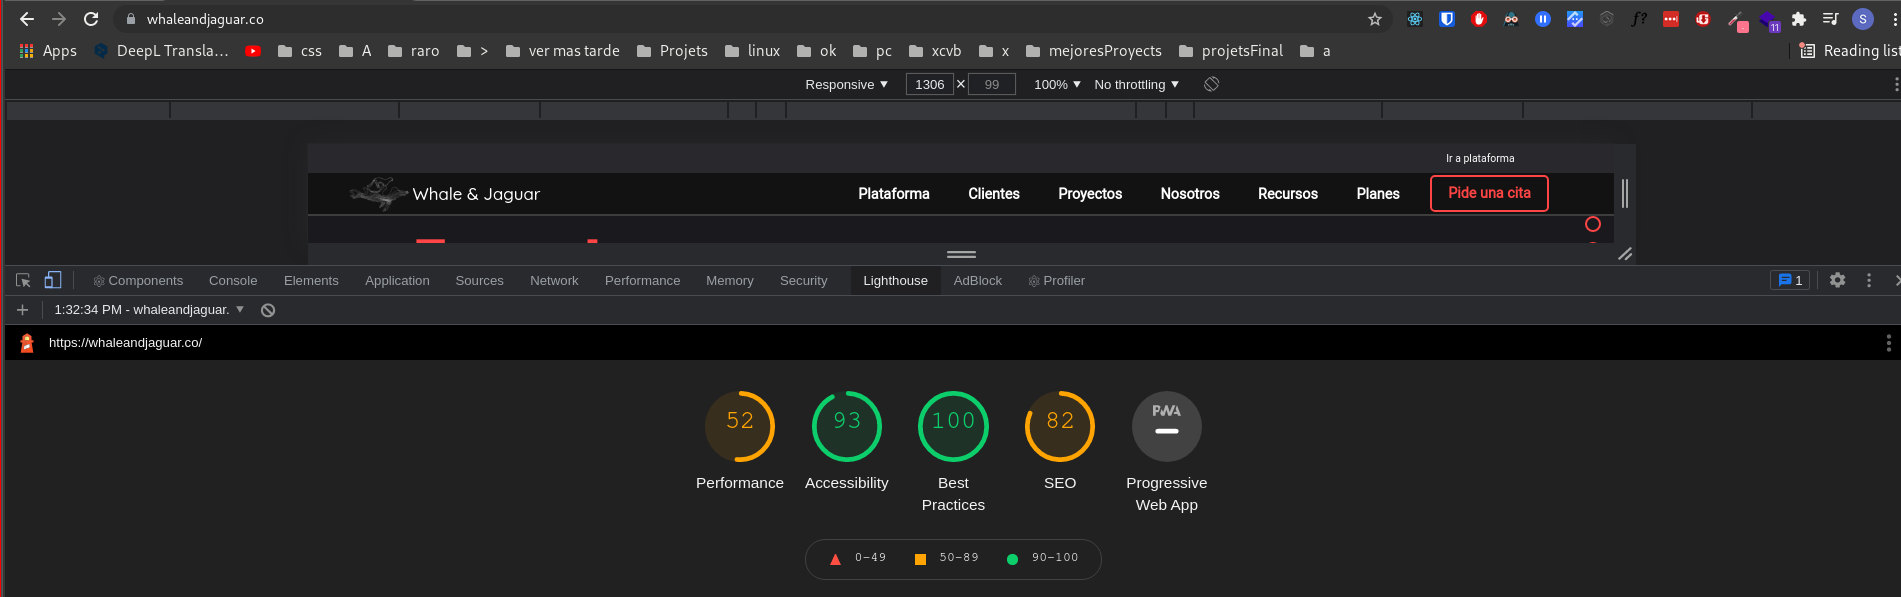 whaleandjaguar.co
ƒ?
11
S
Apps DeepL Transla... css A raro > ver mas tarde Projets linux ok pc xcvb x mejoresProyects projetsFinal a Reading list
Responsive 1306 × 99 100% No throttling
Ir a plataforma
Whale & Jaguar Plataforma Clientes Proyectos Nosotros Recursos Planes Pide una cita
Components Console Elements Application Sources Network Performance Memory Security Lighthouse AdBlock Profiler 1
1:32:34 PM - whaleandjaguar.
https://whaleandjaguar.co/
52 93 100 82 PWA
Performance Accessibility Best Practices SEO Progressive Web App
0–49 50–89 90–100